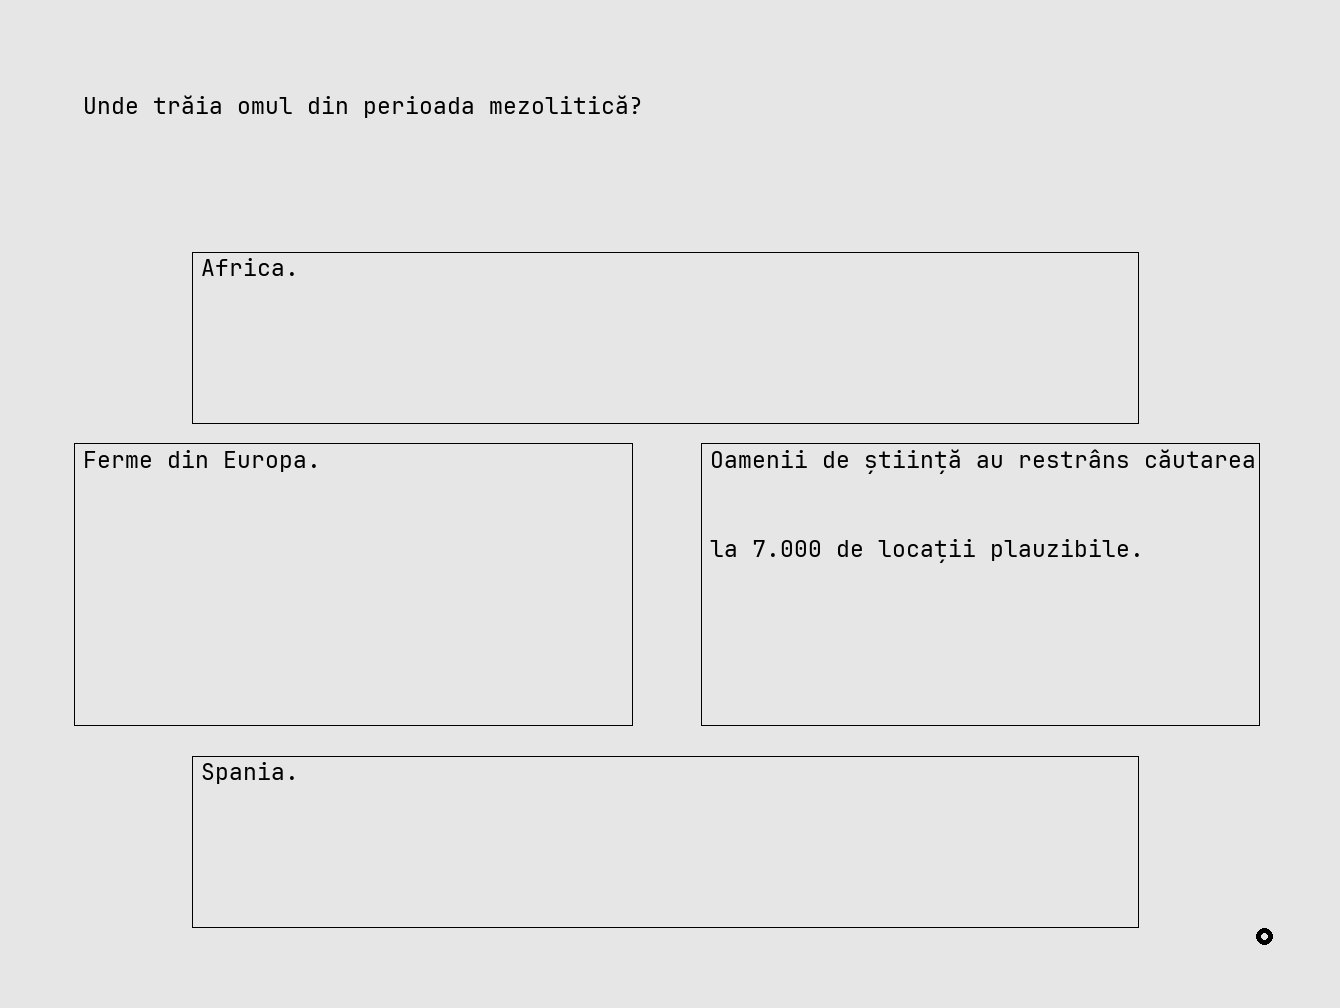 Unde trăia omul din perioada mezolitică?
Africa.
Ferme din Europa.
Oamenii de știință au restrâns căutarea
la 7.000 de locații plauzibile.
Spania.